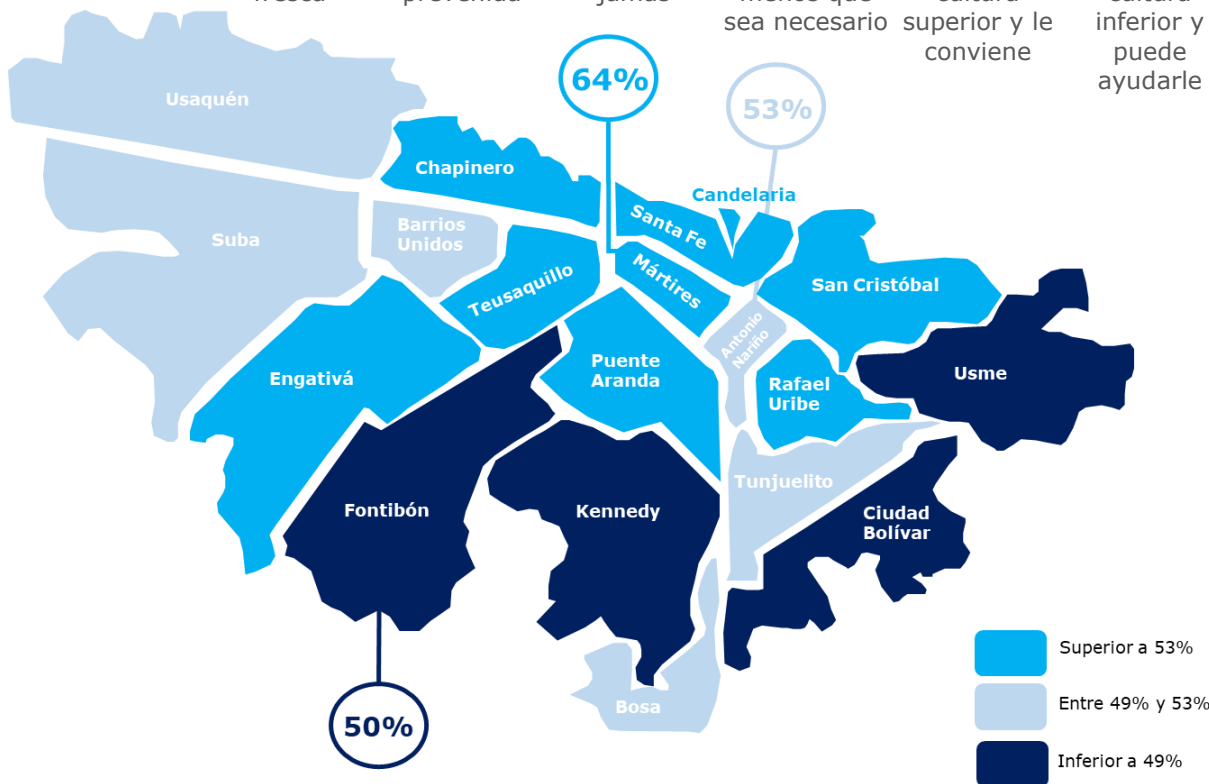 sea necesario
superior y le
conviene
inferior y
puede
ayudarle
64%
53%
Usaquén
Chapinero
Candelaria
Santa Fe
Suba
Barrios
Unidos
Teusaquillo
Mártires
San Cristóbal
Antonio
Nariño
Engativá
Puente
Aranda
Rafael
Uribe
Usme
Tunjuelito
Fontibón
Kennedy
Ciudad
Bolívar
Bosa
50%
Superior a 53%
Entre 49% y 53%
Inferior a 49%